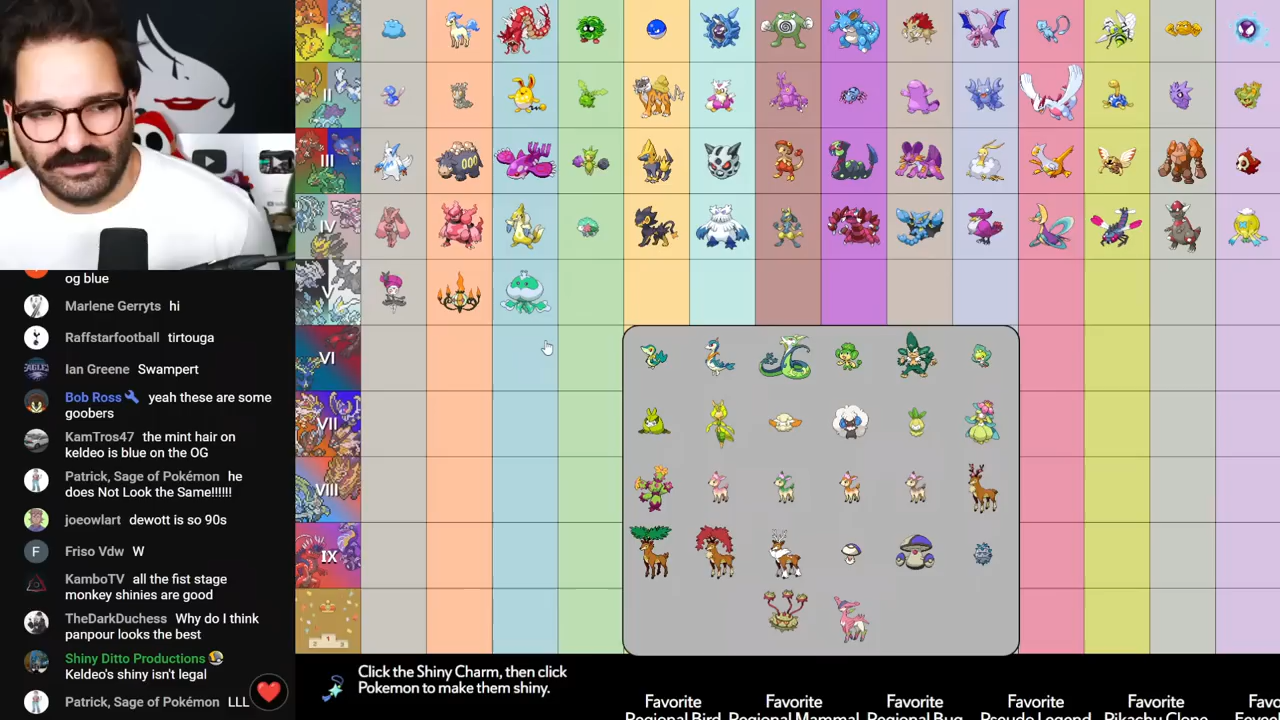 og blue
Marlene Gerryts hi
Raffstarfootball tirtouga
Ian Greene Swampert
Bob Ross yeah these are some
goobers
KamTros47 the mint hair on
keldeo is blue on the OG
Patrick, Sage of Pokémon he
does Not Look the Same!!!!!!
joeowlart dewott is so 90s
F
Friso Vdw W
KamboTV all the fist stage
monkey shinies are good
TheDarkDuchess Why do I think
panpour looks the best
Shiny Ditto Productions
Keldeo's shiny isn't legal
Patrick, Sage of Pokémon LLL
I
II
III
IV
V
VI
VII
VIII
IX
1
2 3
Click the Shiny Charm, then click
Pokemon to make them shiny.
Favorite
Regional Bird
Favorite
Regional Mammal
Favorite
Regional Bug
Favorite
Pseudo Legend
Favorite
Pikachu Clone